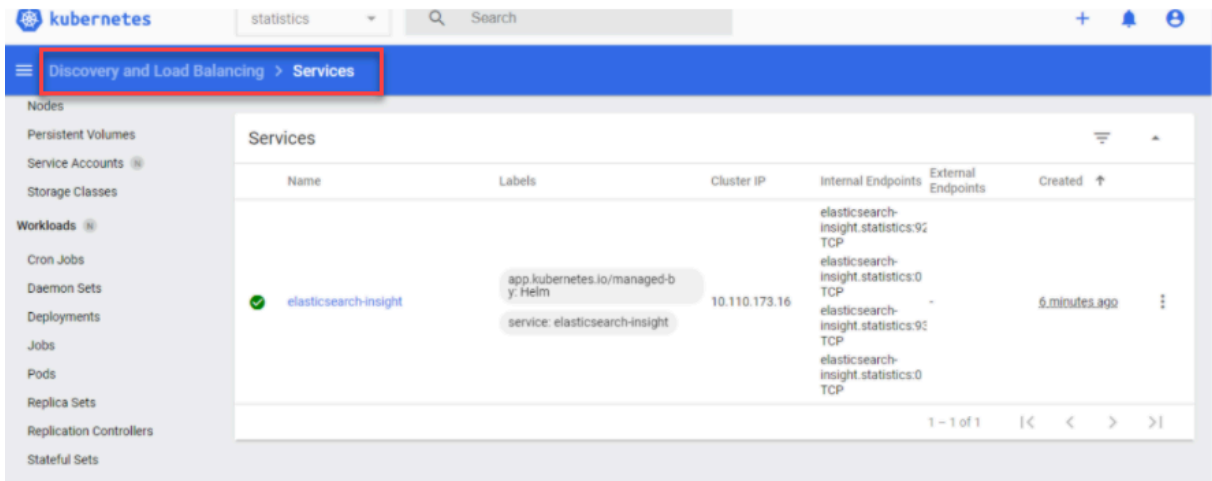 kubernetes
statistics
Search
Discovery and Load Balancing > Services
Nodes
Persistent Volumes
Service Accounts N
Storage Classes
Workloads N
Cron Jobs
Daemon Sets
Deployments
Jobs
Pods
Replica Sets
Replication Controllers
Stateful Sets
Services
Name Labels Cluster IP Internal Endpoints External Endpoints Created
elasticsearch-insight
app.kubernetes.io/managed-b
y: Helm
service: elasticsearch-insight
10.110.173.16
elasticsearch-
insight.statistics:92
TCP
elasticsearch-
insight.statistics:0
TCP
elasticsearch-
insight.statistics:93
TCP
elasticsearch-
insight.statistics:0
TCP
-
6 minutes ago
1 – 1 of 1